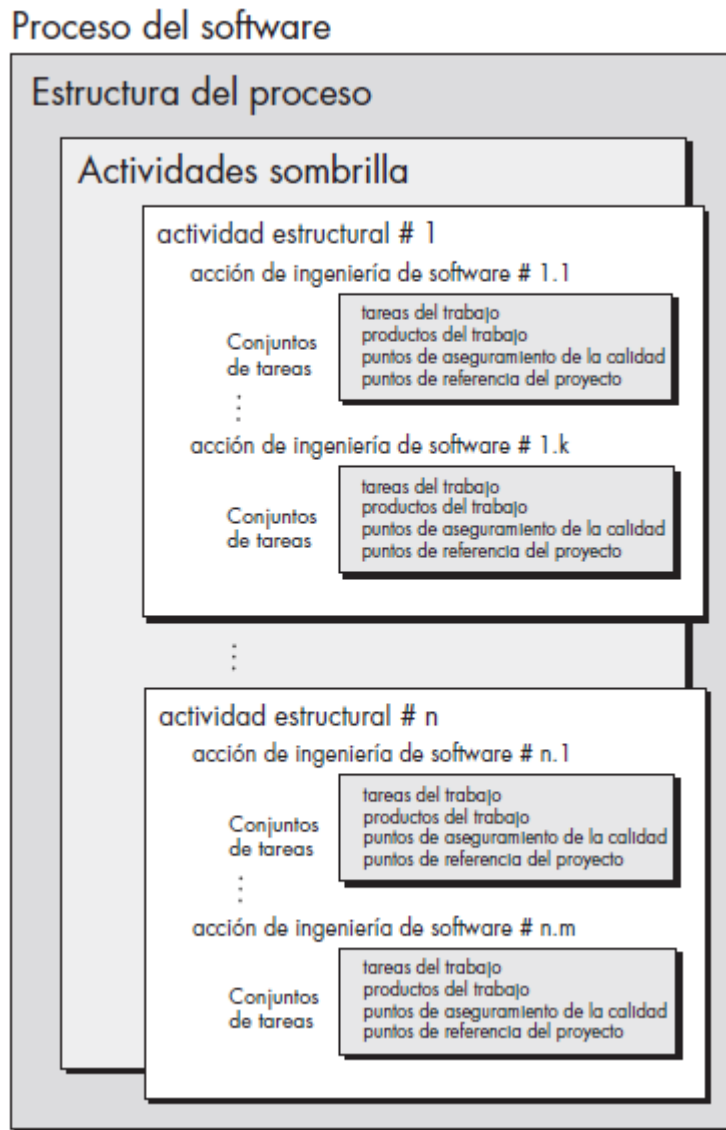 Proceso del software
Estructura del proceso
Actividades sombrilla
actividad estructural # 1
acción de ingeniería de software # 1.1
Conjuntos
de tareas
tareas del trabajo
productos del trabajo
puntos de aseguramiento de la calidad
puntos de referencia del proyecto
acción de ingeniería de software # 1.k
Conjuntos
de tareas
tareas del trabajo
productos del trabajo
puntos de aseguramiento de la calidad
puntos de referencia del proyecto
actividad estructural # n
acción de ingeniería de software # n.1
Conjuntos
de tareas
tareas del trabajo
productos del trabajo
puntos de aseguramiento de la calidad
puntos de referencia del proyecto
acción de ingeniería de software # n.m
Conjuntos
de tareas
tareas del trabajo
productos del trabajo
puntos de aseguramiento de la calidad
puntos de referencia del proyecto